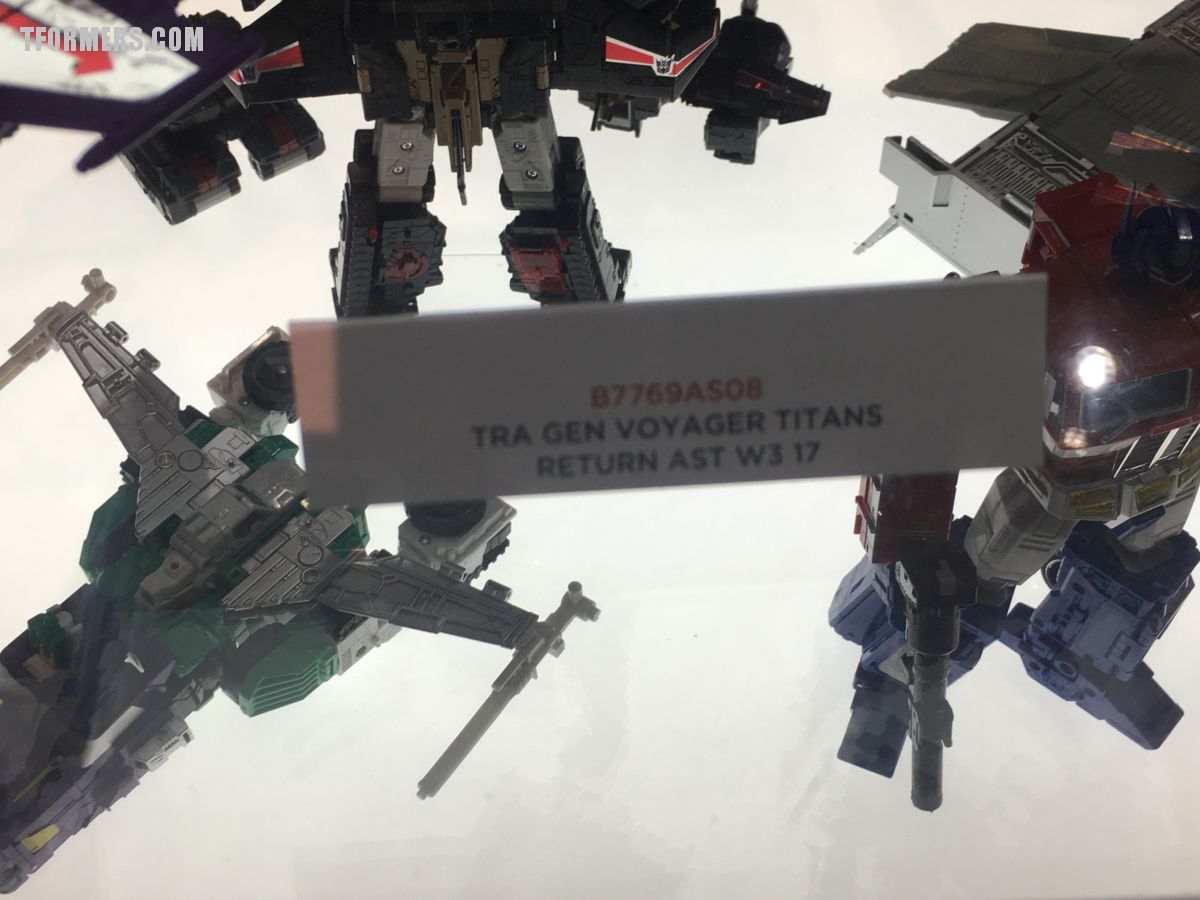 TFORMERS.COM
B7769AS08
TRA GEN VOYAGER TITANS
RETURN AST W3 17